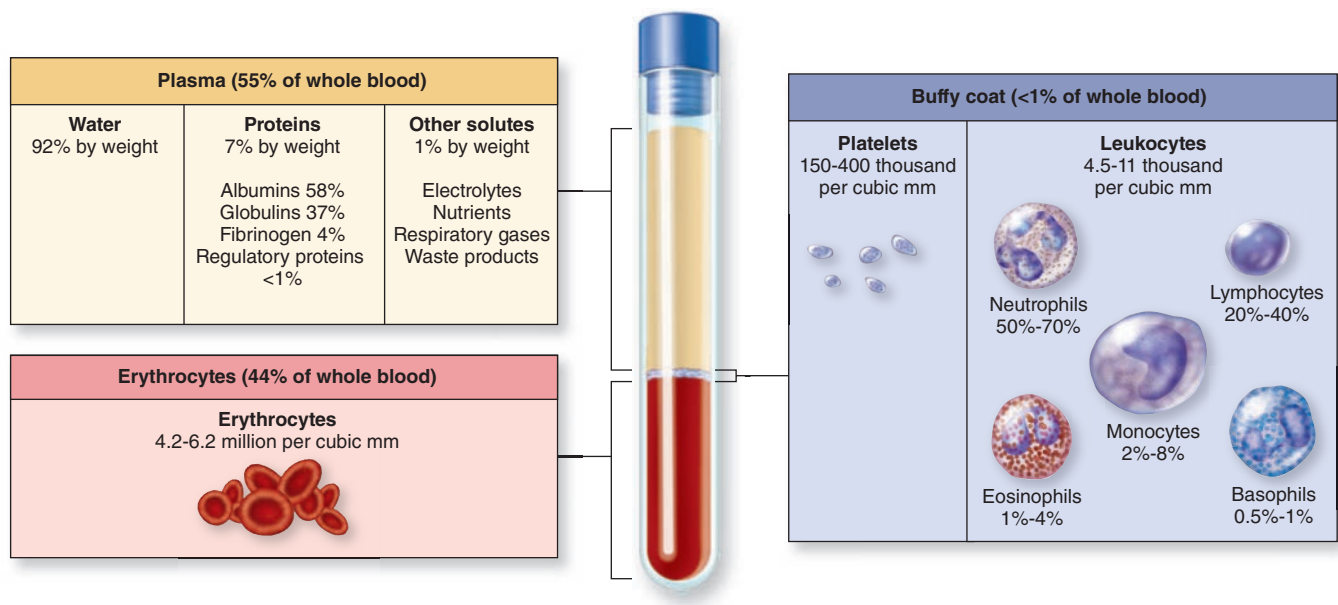 Plasma (55% of whole blood)
Water
92% by weight
Proteins
7% by weight
Albumins 58%
Globulins 37%
Fibrinogen 4%
Regulatory proteins
<1%
Other solutes
1% by weight
Electrolytes
Nutrients
Respiratory gases
Waste products
Erythrocytes (44% of whole blood)
Erythrocytes
4.2-6.2 million per cubic mm
Buffy coat (<1% of whole blood)
Platelets
150-400 thousand
per cubic mm
Leukocytes
4.5-11 thousand
per cubic mm
Neutrophils
50%-70%
Lymphocytes
20%-40%
Monocytes
2%-8%
Eosinophils
1%-4%
Basophils
0.5%-1%